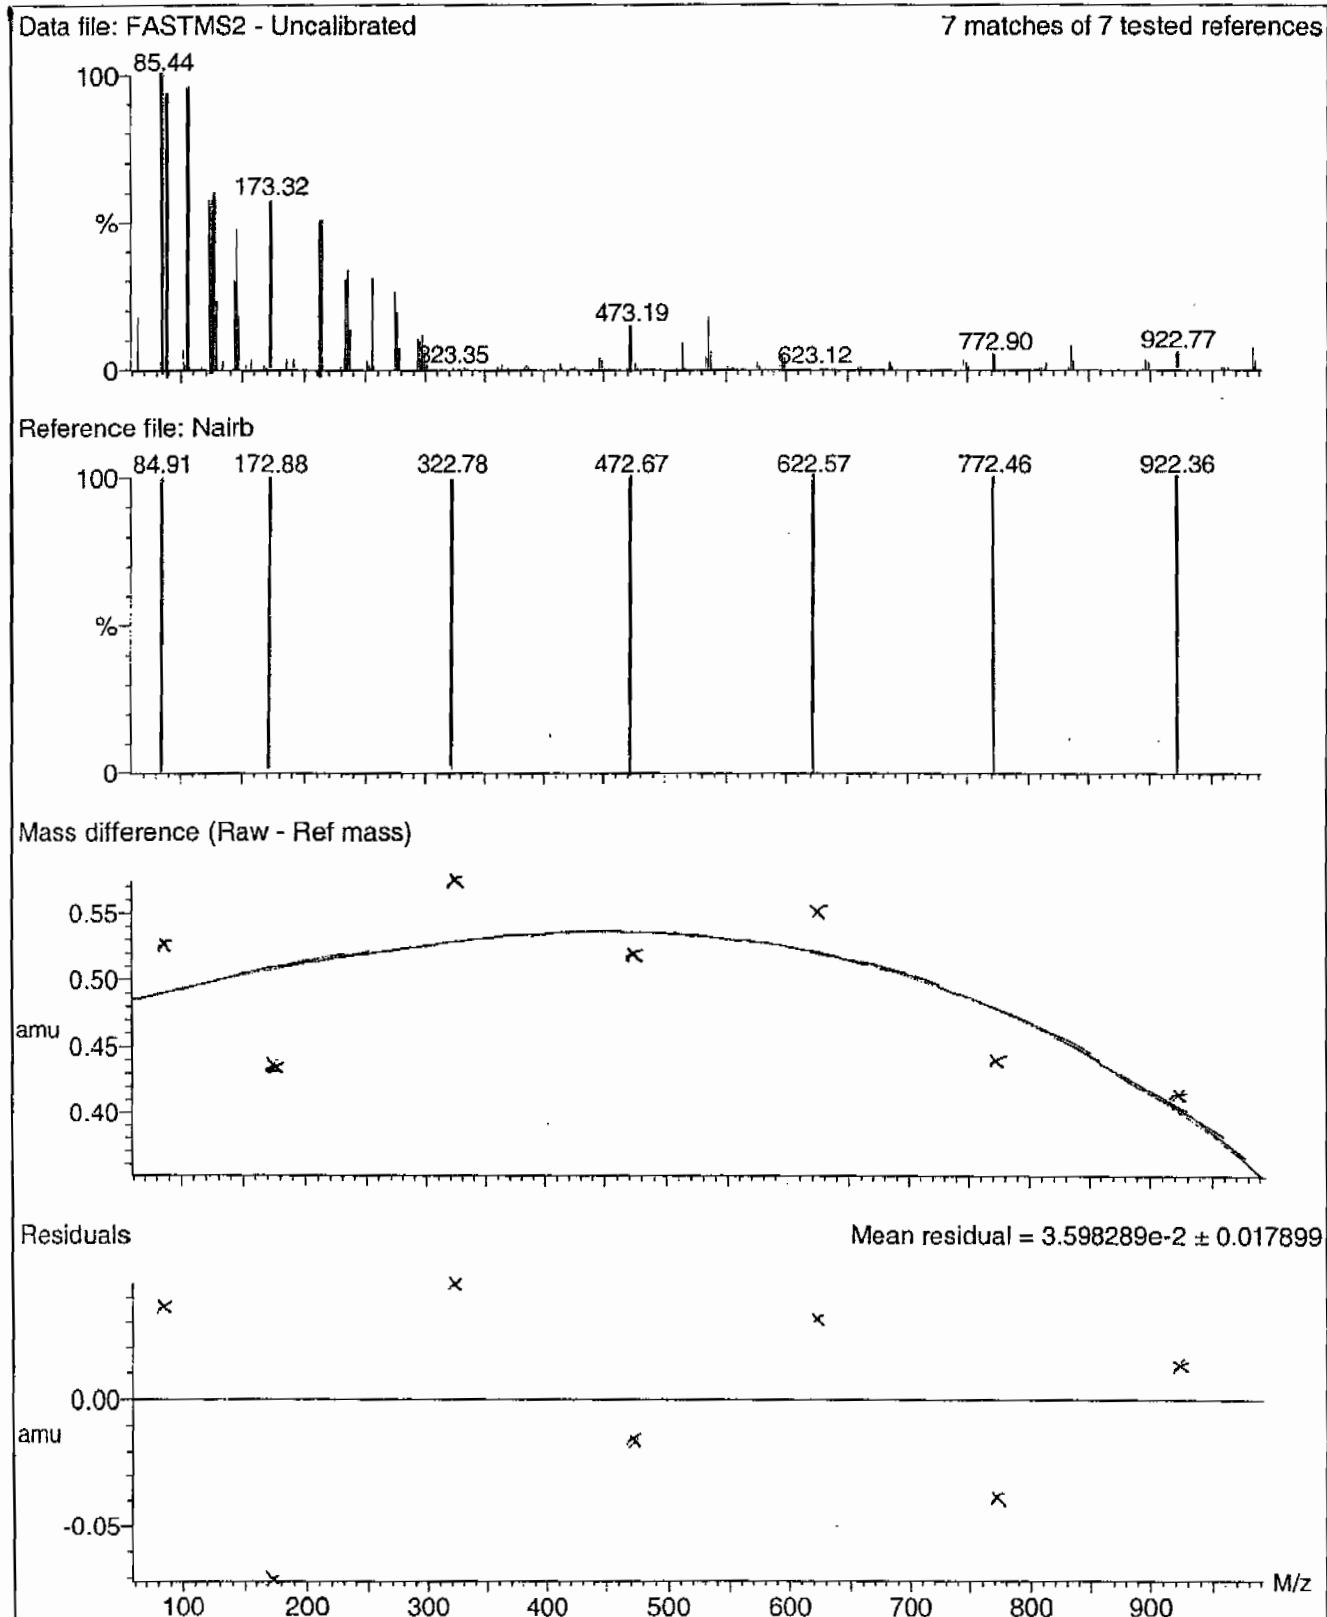 Data file: FASTMS2 - Uncalibrated 7 matches of 7 tested references
100
85.44
173.32
%
473.19
323.35
623.12
772.90
922.77
0
Reference file: Nairb
100
84.91 172.88 322.78 472.67 622.57 772.46 922.36
%
0
Mass difference (Raw - Ref mass)
0.55
0.50
amu
0.45
0.40
Residuals Mean residual = 3.598289e-2 ± 0.017899
0.00
amu
-0.05
M/z
100 200 300 400 500 600 700 800 900